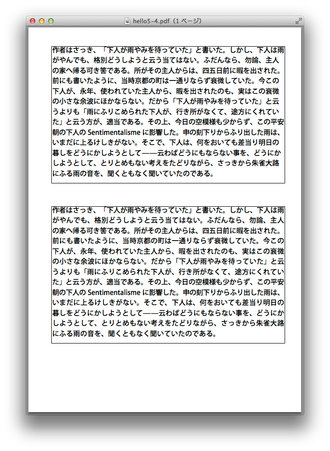 hello5-4.pdf（1 ページ）
作者はさっき、「下人が雨やみを待っていた」と書いた。しかし、下人は雨
がやんでも、格別どうしようと云う当てはない。ふだんなら、勿論、主人
の家へ帰る可き筈である。所がその主人からは、四五日前に暇を出された。
前にも書いたように、当時京都の町は一通りならず衰微していた。今この
下人が、永年、使われていた主人から、暇を出されたのも、実はこの衰微
の小さな余波にほかならない。だから「下人が雨やみを待っていた」と云
うよりも「雨にふりこめられた下人が、行き所がなくて、途方にくれてい
た」と云う方が、適当である。その上、今日の空模様も少からず、この平安
朝の下人の Sentimentalisme に影響した。申の刻下りからふり出した雨は、
いまだに上るけしきがない。そこで、下人は、何をおいても差当り明日の
暮しをどうにかしようとして――云わばどうにもならない事を、どうにか
しようとして、とりとめもない考えをたどりながら、さっきから朱雀大路
にふる雨の音を、聞くともなく聞いていたのである。
作者はさっき、「下人が雨やみを待っていた」と書いた。しかし、下人は雨
がやんでも、格別どうしようと云う当てはない。ふだんなら、勿論、主人
の家へ帰る可き筈である。所がその主人からは、四五日前に暇を出された。
前にも書いたように、当時京都の町は一通りならず衰微していた。今この
下人が、永年、使われていた主人から、暇を出されたのも、実はこの衰微
の小さな余波にほかならない。だから「下人が雨やみを待っていた」と云
うよりも「雨にふりこめられた下人が、行き所がなくて、途方にくれてい
た」と云う方が、適当である。その上、今日の空模様も少からず、この平安
朝の下人の Sentimentalisme に影響した。申の刻下りからふり出した雨は、
いまだに上るけしきがない。そこで、下人は、何をおいても差当り明日の
暮しをどうにかしようとして――云わばどうにもならない事を、どうにか
しようとして、とりとめもない考えをたどりながら、さっきから朱雀大路
にふる雨の音を、聞くともなく聞いていたのである。